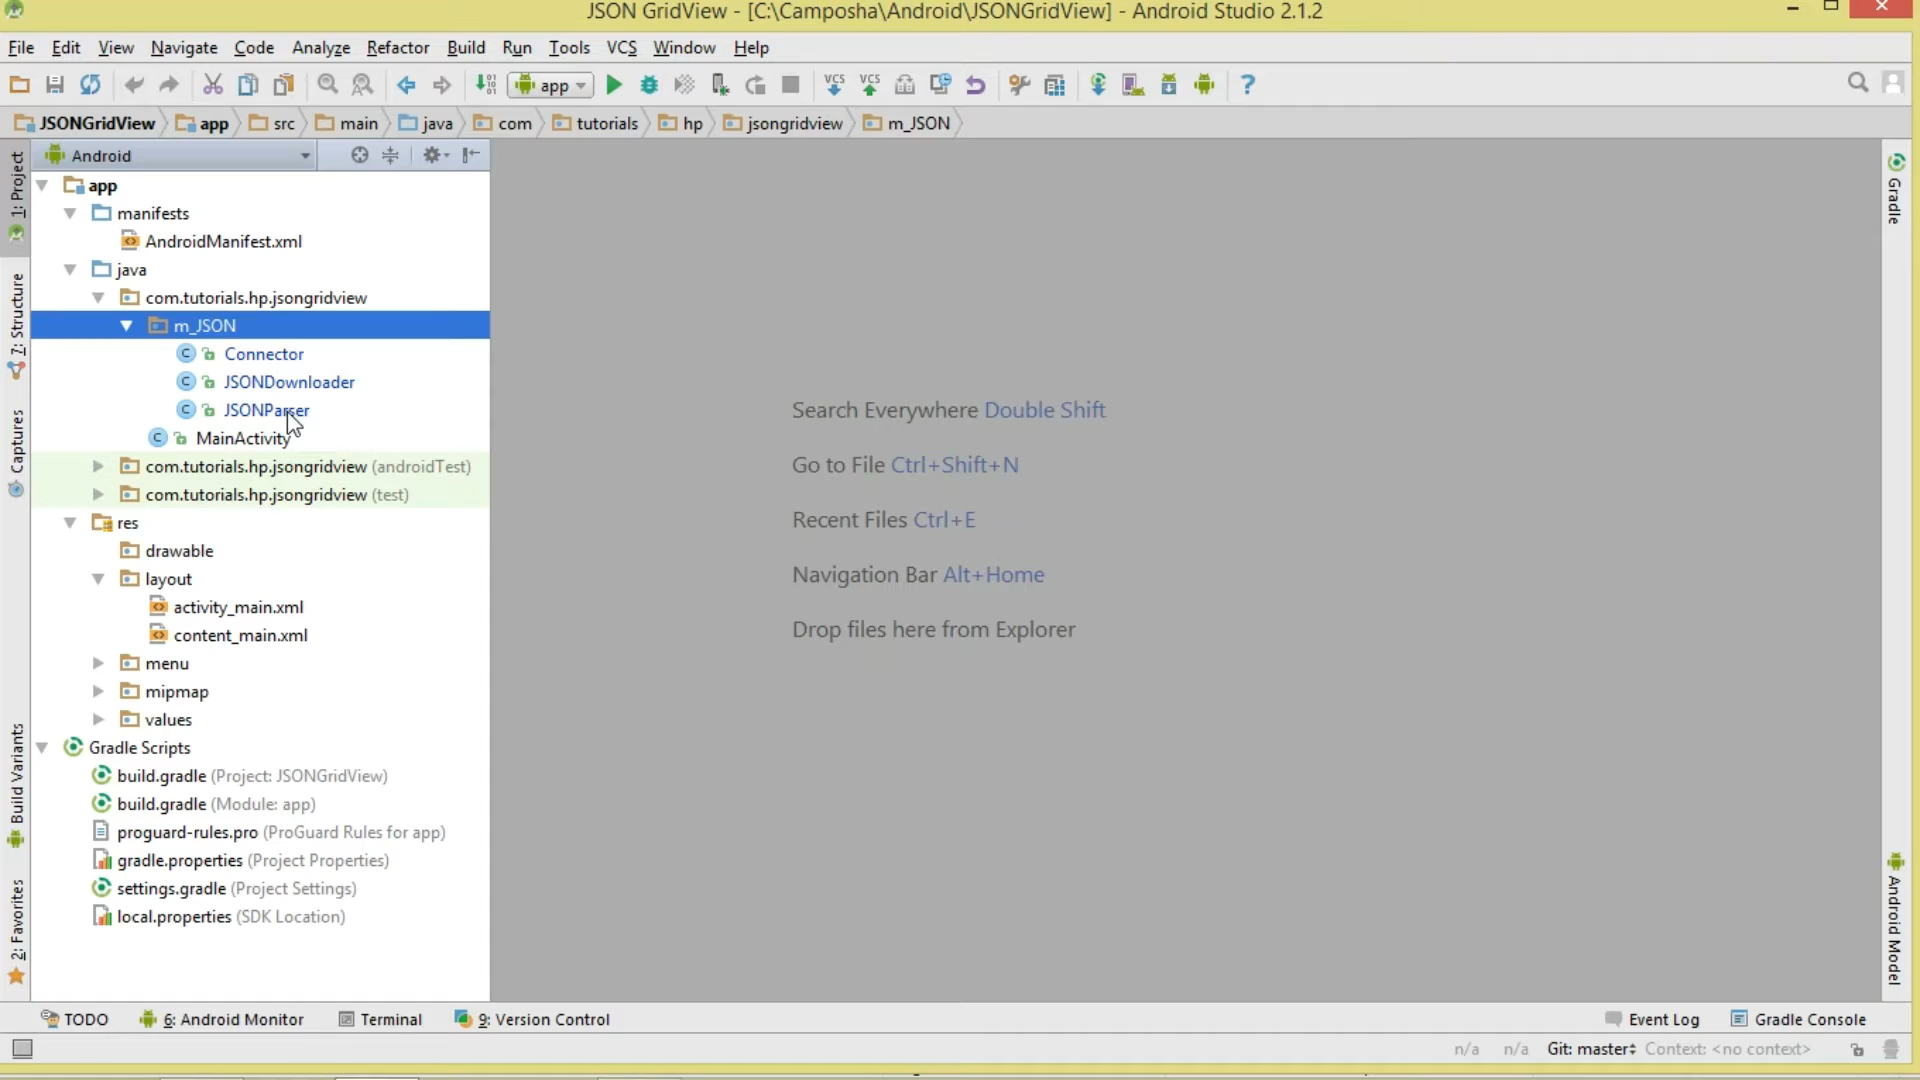 JSON GridView - [C:\Camposha\Android\JSONGridView] - Android Studio 2.1.2
File Edit View Navigate Code Analyze Refactor Build Run Tools VCS Window Help
app VCS VCS ?
JSONGridView app src main java com tutorials hp jsongridview m_JSON
Android
1: Project
7: Structure
Captures
Build Variants
2: Favorites
app
manifests
AndroidManifest.xml
java
com.tutorials.hp.jsongridview
m_JSON
Connector
JSONDownloader
JSONParser
MainActivity
com.tutorials.hp.jsongridview (androidTest)
com.tutorials.hp.jsongridview (test)
res
drawable
layout
activity_main.xml
content_main.xml
menu
mipmap
values
Gradle Scripts
build.gradle (Project: JSONGridView)
build.gradle (Module: app)
proguard-rules.pro (ProGuard Rules for app)
gradle.properties (Project Properties)
settings.gradle (Project Settings)
local.properties (SDK Location)
Search Everywhere Double Shift
Go to File Ctrl+Shift+N
Recent Files Ctrl+E
Navigation Bar Alt+Home
Drop files here from Explorer
Gradle
Android Model
TODO 6: Android Monitor Terminal 9: Version Control Event Log Gradle Console
n/a n/a Git: master Context: <no context>